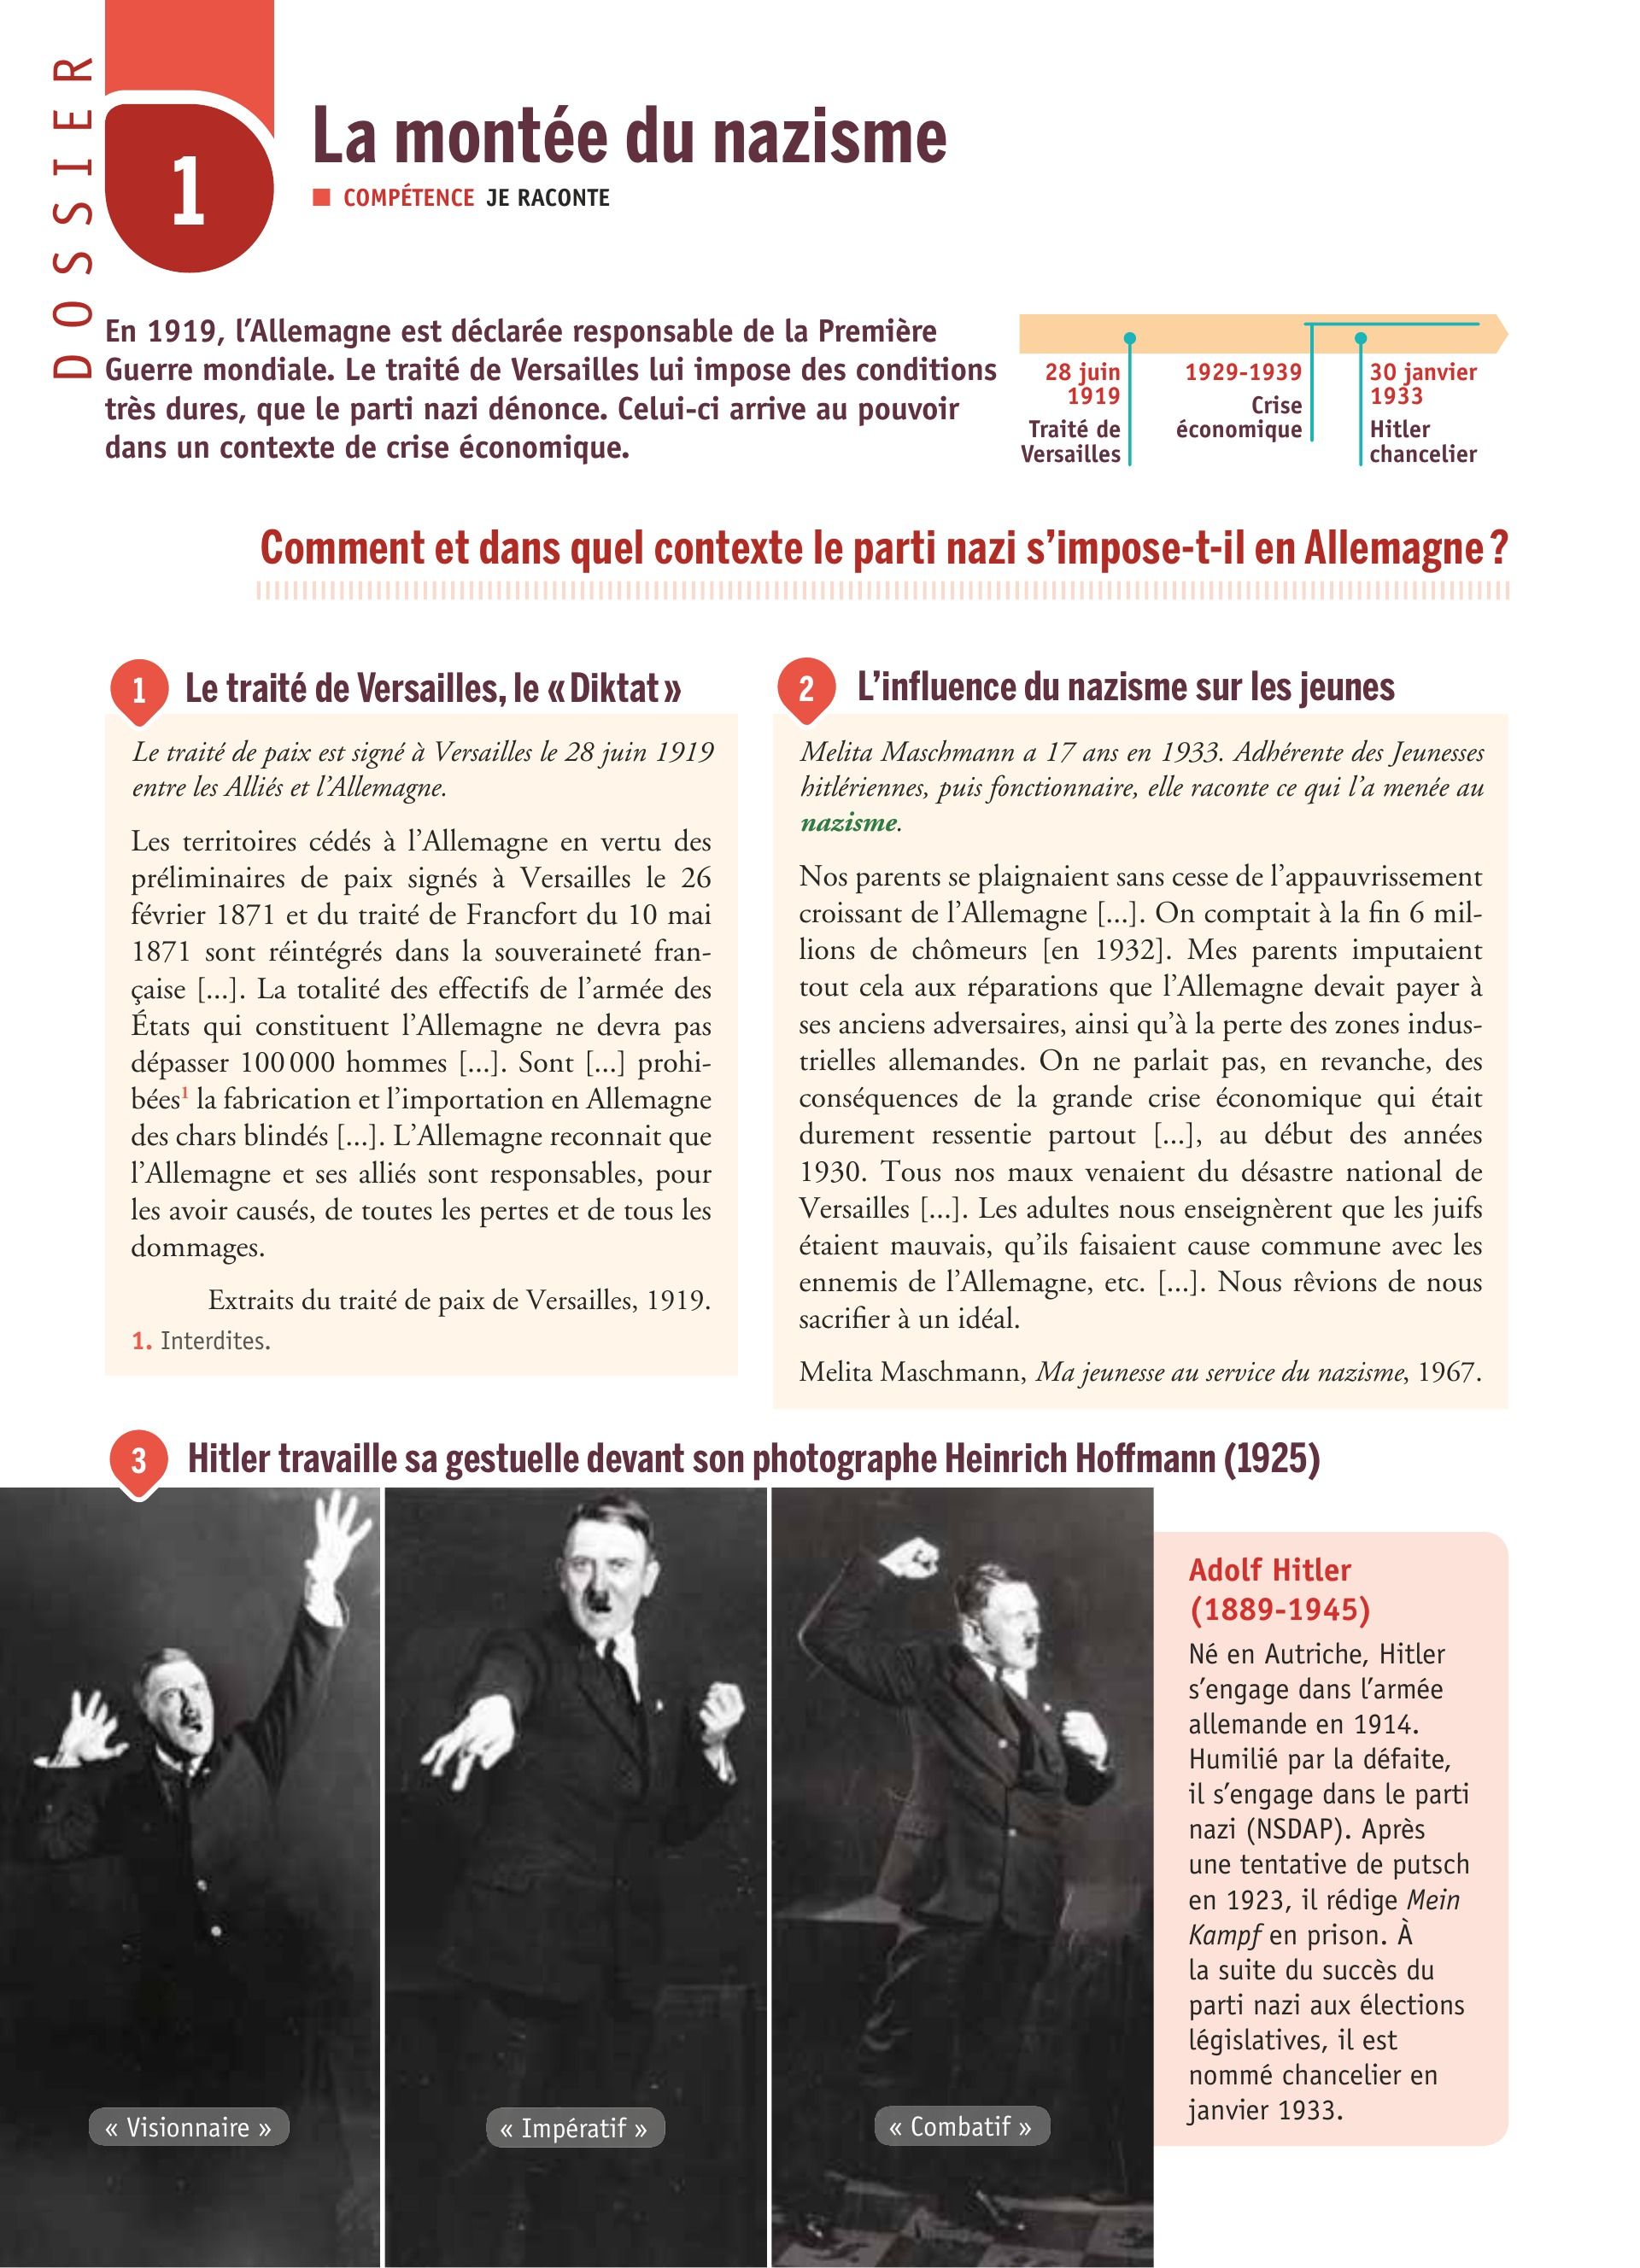 DOSSIER
1
La montée du nazisme
■ COMPÉTENCE JE RACONTE
En 1919, l'Allemagne est déclarée responsable de la Première
Guerre mondiale. Le traité de Versailles lui impose des conditions
très dures, que le parti nazi dénonce. Celui-ci arrive au pouvoir
dans un contexte de crise économique.
28 juin
1919
Traité de
Versailles
1929-1939
Crise
économique
30 janvier
1933
Hitler
chancelier
Comment et dans quel contexte le parti nazi s'impose-t-il en Allemagne ?
1 Le traité de Versailles, le « Diktat »
Le traité de paix est signé à Versailles le 28 juin 1919
entre les Alliés et l'Allemagne.
Les territoires cédés à l'Allemagne en vertu des
préliminaires de paix signés à Versailles le 26
février 1871 et du traité de Francfort du 10 mai
1871 sont réintégrés dans la souveraineté fran-
çaise [...]. La totalité des effectifs de l'armée des
États qui constituent l'Allemagne ne devra pas
dépasser 100 000 hommes [...]. Sont [...] prohi-
bées1 la fabrication et l'importation en Allemagne
des chars blindés [...]. L'Allemagne reconnait que
l'Allemagne et ses alliés sont responsables, pour
les avoir causés, de toutes les pertes et de tous les
dommages.
Extraits du traité de paix de Versailles, 1919.
1. Interdites.
2 L'influence du nazisme sur les jeunes
Melita Maschmann a 17 ans en 1933. Adhérente des Jeunesses
hitlériennes, puis fonctionnaire, elle raconte ce qui l'a menée au
nazisme.
Nos parents se plaignaient sans cesse de l'appauvrissement
croissant de l'Allemagne [...]. On comptait à la fin 6 mil-
lions de chômeurs [en 1932]. Mes parents imputaient
tout cela aux réparations que l'Allemagne devait payer à
ses anciens adversaires, ainsi qu'à la perte des zones indus-
trielles allemandes. On ne parlait pas, en revanche, des
conséquences de la grande crise économique qui était
durement ressentie partout [...], au début des années
1930. Tous nos maux venaient du désastre national de
Versailles [...]. Les adultes nous enseignèrent que les juifs
étaient mauvais, qu'ils faisaient cause commune avec les
ennemis de l'Allemagne, etc. [...]. Nous rêvions de nous
sacrifier à un idéal.
Melita Maschmann, Ma jeunesse au service du nazisme, 1967.
3 Hitler travaille sa gestuelle devant son photographe Heinrich Hoffmann (1925)
« Visionnaire »
« Impératif »
« Combatif »
Adolf Hitler
(1889-1945)
Né en Autriche, Hitler
s'engage dans l'armée
allemande en 1914.
Humilié par la défaite,
il s'engage dans le parti
nazi (NSDAP). Après
une tentative de putsch
en 1923, il rédige Mein
Kampf en prison. À
la suite du succès du
parti nazi aux élections
législatives, il est
nommé chancelier en
janvier 1933.